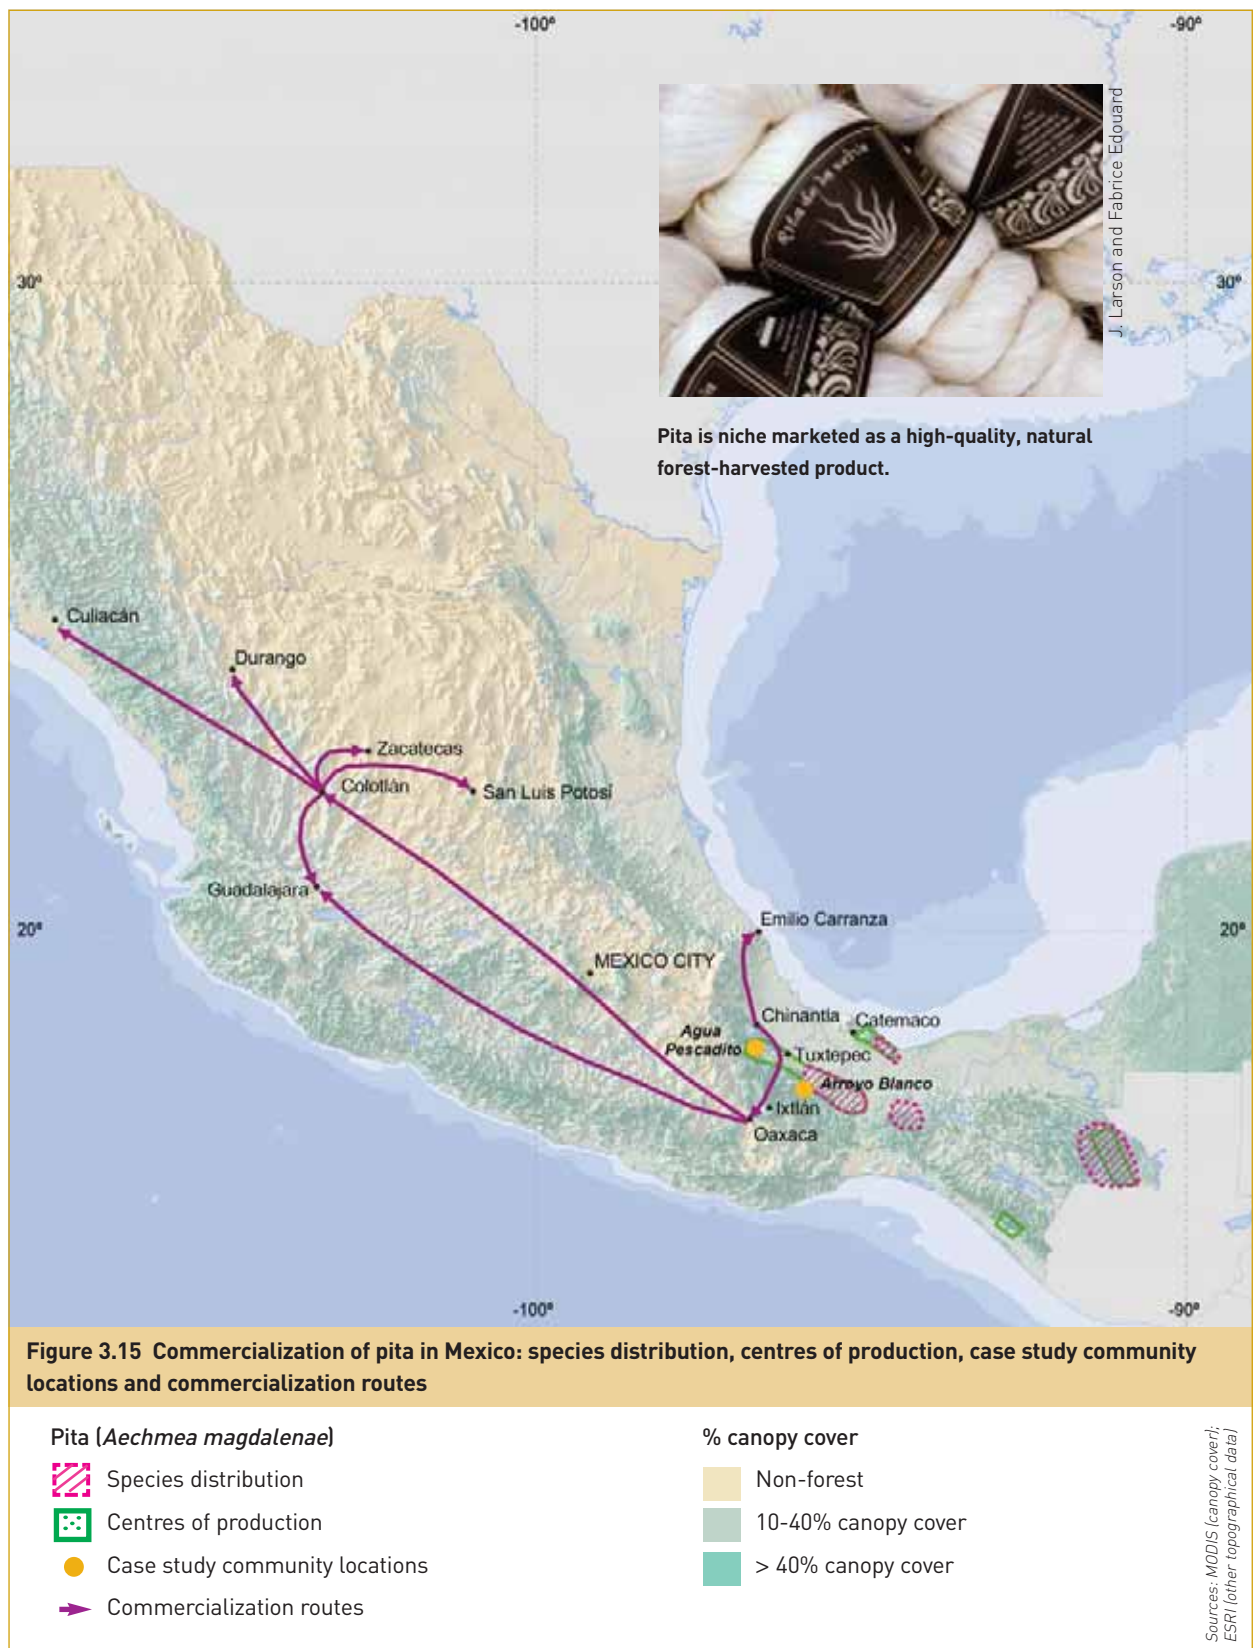 -100°
-90°
Pita de la selva
J. Larson and Fabrice Edouard
30°
30°
Pita is niche marketed as a high-quality, natural
forest-harvested product.
Culiacán
Durango
Zacatecas
Colotlán
San Luis Potosí
Guadalajara
20°
Emilio Carranza
20°
MEXICO CITY
Chinantla
Catemaco
Agua
Pescadito
Tuxtepec
Arroyo Blanco
Ixtlán
Oaxaca
-100°
-90°
Figure 3.15 Commercialization of pita in Mexico: species distribution, centres of production, case study community
locations and commercialization routes
Pita (Aechmea magdalenae)
Species distribution
Centres of production
Case study community locations
Commercialization routes
% canopy cover
Non-forest
10-40% canopy cover
> 40% canopy cover
Sources: MODIS (canopy cover);
ESRI (other topographical data)